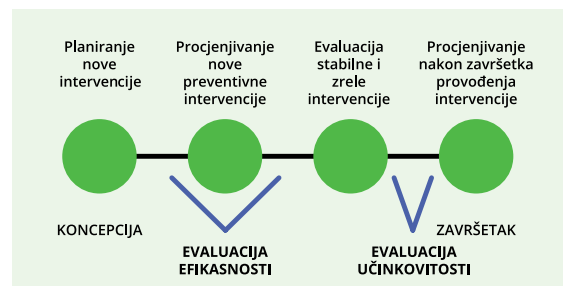 Planiranje
nove
intervencije
Procjenjivanje
nove
preventivne
intervencije
Evaluacija
stabilne i
zrele
intervencije
Procjenjivanje
nakon završetka
provođenja
intervencije
KONCEPCIJA
ZAVRŠETAK
EVALUACIJA
EFIKASNOSTI
EVALUACIJA
UČINKOVITOSTI